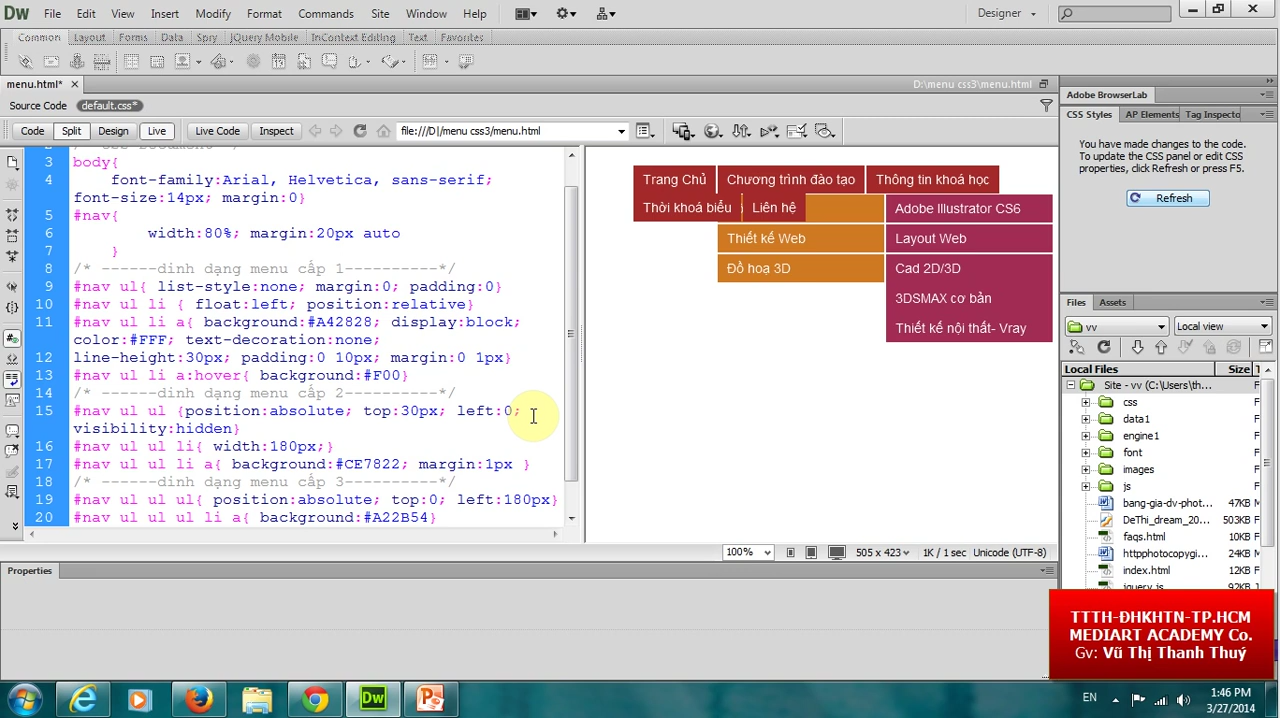 Dw File Edit View Insert Modify Format Commands Site Window Help Designer
Common Layout Forms Data Spry jQuery Mobile InContext Editing Text Favorites
menu.html* D:\menu css3\menu.html
Source Code default.css*
Code Split Design Live Live Code Inspect file:///D|/menu css3/menu.html
3 body{
4 font-family:Arial, Helvetica, sans-serif;
font-size:14px; margin:0}
5 #nav{
6 width:80%; margin:20px auto
7 }
8 /* ------dinh dạng menu cấp 1----------*/
9 #nav ul{ list-style:none; margin:0; padding:0}
10 #nav ul li { float:left; position:relative}
11 #nav ul li a{ background:#A42828; display:block;
color:#FFF; text-decoration:none;
12 line-height:30px; padding:0 10px; margin:0 1px}
13 #nav ul li a:hover{ background:#F00}
14 /* ------dinh dạng menu cấp 2----------*/
15 #nav ul ul {position:absolute; top:30px; left:0;
visibility:hidden}
16 #nav ul ul li{ width:180px;}
17 #nav ul ul li a{ background:#CE7822; margin:1px }
18 /* ------dinh dạng menu cấp 3----------*/
19 #nav ul ul ul{ position:absolute; top:0; left:180px}
20 #nav ul ul ul li a{ background:#A22B54}
Trang Chủ Chương trình đào tạo Thông tin khoá học
Thời khoá biểu Liên hệ Adobe Illustrator CS6
Thiết kế Web Layout Web
Đồ hoạ 3D Cad 2D/3D
3DSMAX cơ bản
Thiết kế nội thất- Vray
100% 505 x 423 1K / 1 sec Unicode (UTF-8)
Properties
Adobe BrowserLab
CSS Styles AP Elements Tag Inspecto
You have made changes to the code.
To update the CSS panel or edit CSS
properties, click Refresh or press F5.
Refresh
Files Assets
vv Local view
Local Files Size
Site - vv (C:\Users\th...
css
data1
engine1
font
images
js
bang-gia-dv-phot... 47KB
DeThi_dream_20... 503KB
faqs.html 10KB
httpphotocopygi... 24KB
index.html 12KB
jquery.js
TTTH-ĐHKHTN-TP.HCM
MEDIART ACADEMY Co.
Gv: Vũ Thị Thanh Thuý
EN 1:46 PM
3/27/2014